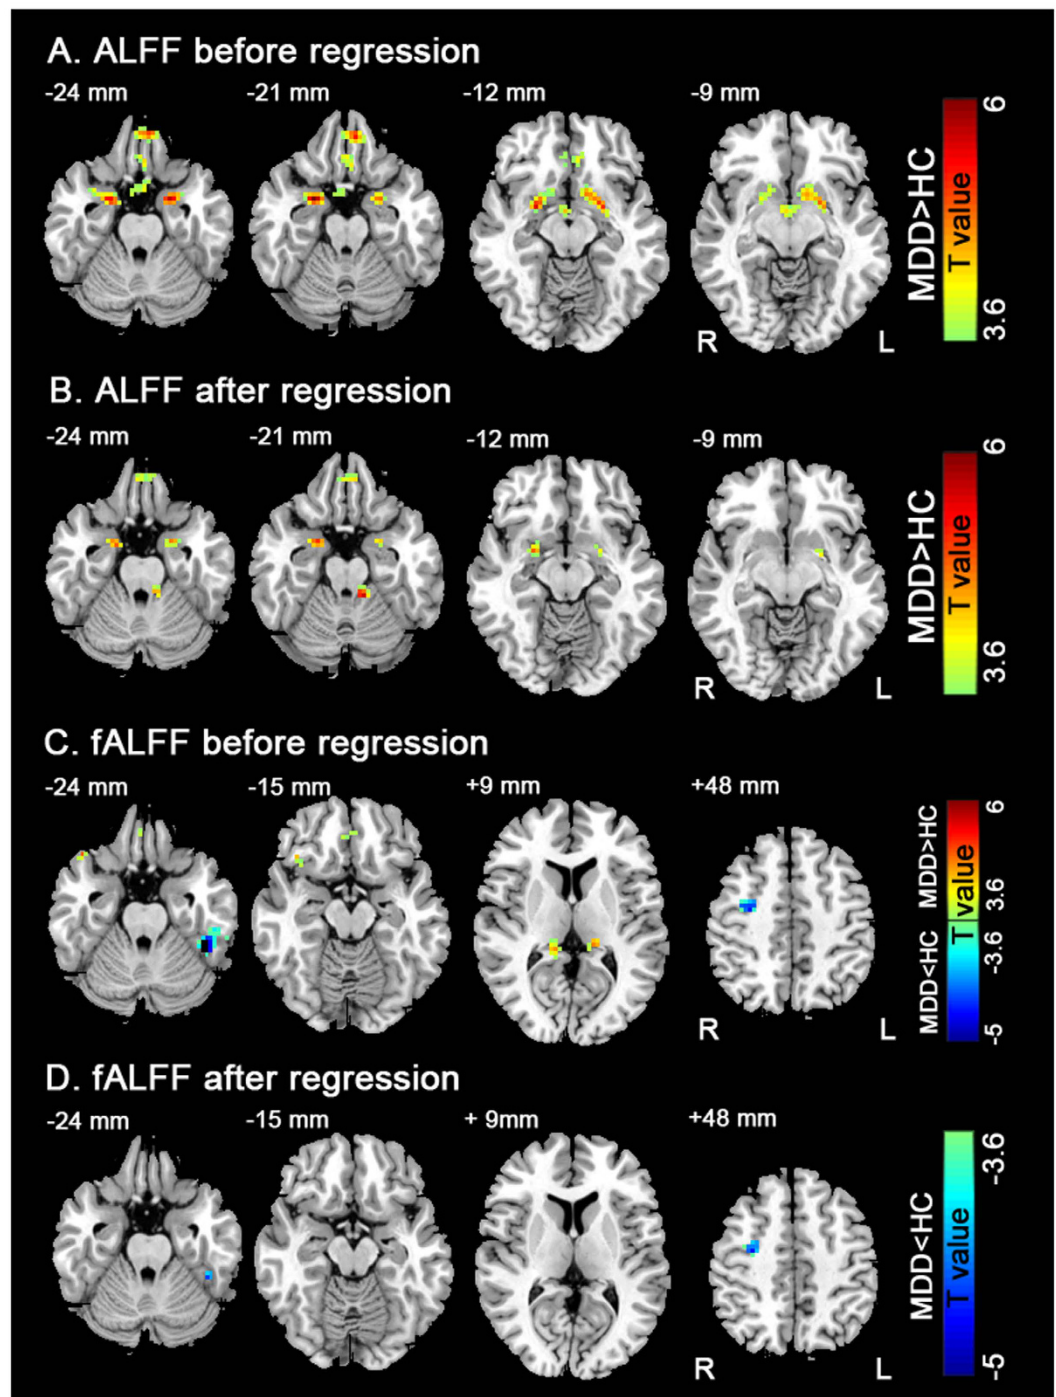 A. ALFF before regression
-24 mm
-21 mm
-12 mm
-9 mm
R
L
MDD>HC
T value
6
3.6
B. ALFF after regression
-24 mm
-21 mm
-12 mm
-9 mm
R
L
MDD>HC
T value
6
3.6
C. fALFF before regression
-24 mm
-15 mm
+9 mm
+48 mm
R
L
MDD<HC MDD>HC
T value
6
3.6
-3.6
-5
D. fALFF after regression
-24 mm
-15 mm
+ 9mm
+48 mm
R
L
MDD<HC
T value
-3.6
-5